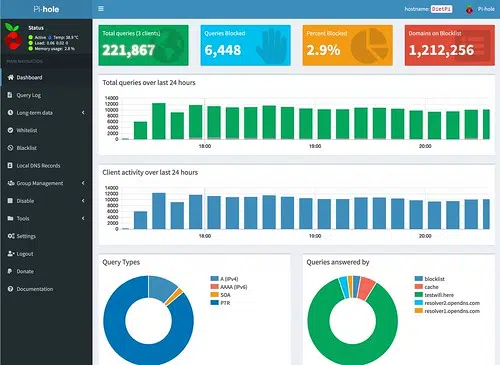 Pi-hole
hostname: DietPi
Pi-hole
Status
Active Temp: 38.9 °C
Load: 0.06 0.02 0
Memory usage: 2.8 %
MAIN NAVIGATION
Dashboard
Query Log
Long-term data
Whitelist
Blacklist
Local DNS Records
Group Management
Disable
Tools
Settings
Logout
Donate
Documentation
Total queries (3 clients)
221,867
Queries Blocked
6,448
Percent Blocked
2.9%
Domains on Blocklist
1,212,256
Total queries over last 24 hours
14000
12000
10000
8000
6000
4000
2000
0
18:00
19:00
20:00
Client activity over last 24 hours
14000
12000
10000
8000
6000
4000
2000
0
18:00
19:00
20:00
Query Types
A (IPv4)
AAAA (IPv6)
SOA
PTR
Queries answered by
blocklist
cache
testwill.here
resolver2.opendns.com
resolver1.opendns.com